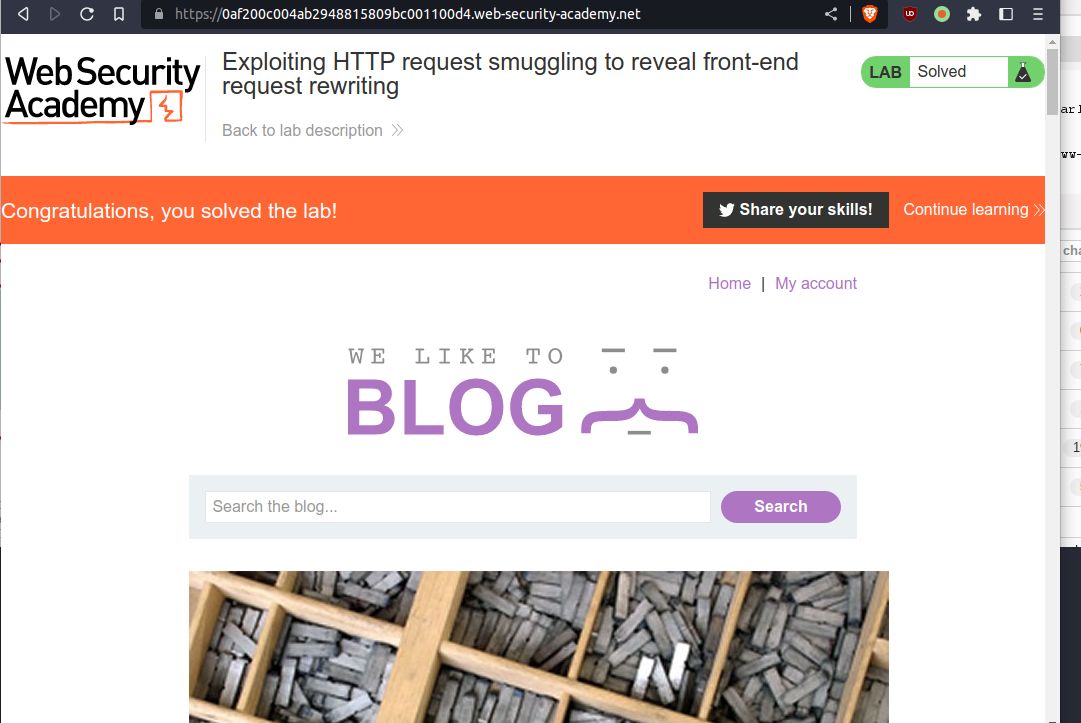 https://0af200c004ab2948815809bc001100d4.web-security-academy.net
Web Security
Academy
Exploiting HTTP request smuggling to reveal front-end
request rewriting
LAB Solved
Back to lab description
Congratulations, you solved the lab!
Share your skills!
Continue learning
Home | My account
WE LIKE TO
BLOG
Search the blog...
Search